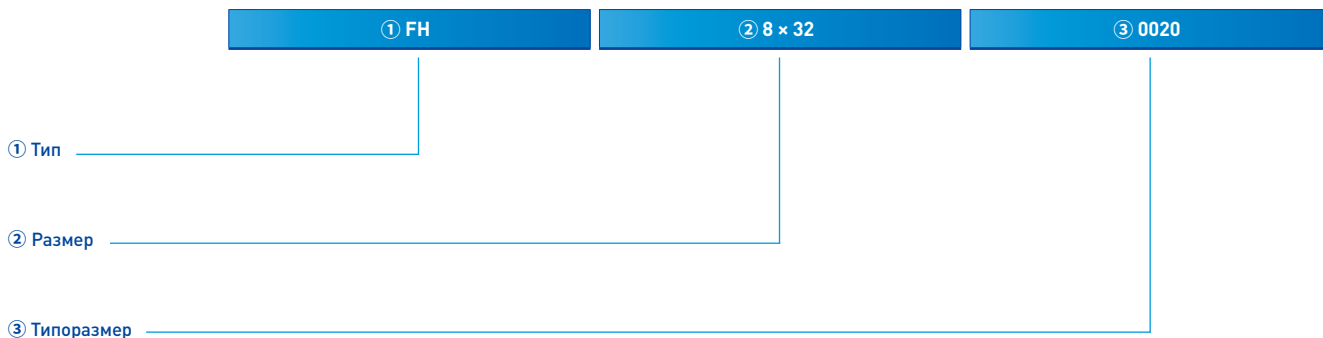 ① FH
② 8 × 32
③ 0020
① Тип
② Размер
③ Типоразмер